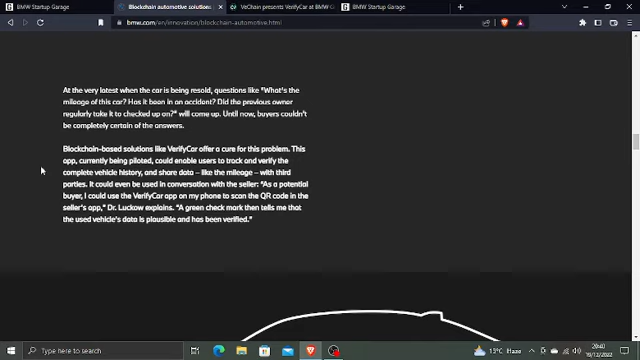 BMW Startup Garage
Blockchain automotive solution
VeChain presents VerifyCar at BMW G
BMW Startup Garage
bmw.com/en/innovation/blockchain-automotive.html
At the very latest when the car is being resold, questions like "What's the
mileage of this car? Has it been in an accident? Did the previous owner
regularly take it to checked up on?" will come up. Until now, buyers couldn't
be completely certain of the answers.
Blockchain-based solutions like VerifyCar offer a cure for this problem. This
app, currently being piloted, could enable users to track and verify the
complete vehicle history, and share data – like the mileage – with third
parties. It could even be used in conversation with the seller: "As a potential
buyer, I could use the VerifyCar app on my phone to scan the QR code in the
seller's app," Dr. Luckow explains. "A green check mark then tells me that
the used vehicle's data is plausible and has been verified."
Type here to search
15°C Haze
20:40
19/12/2022